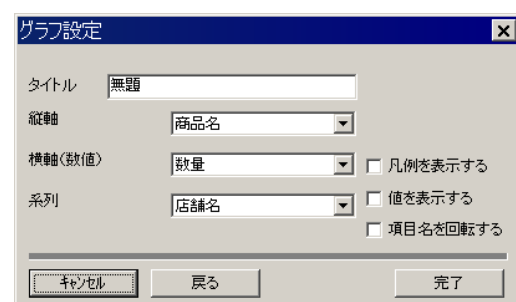 グラフ設定
タイトル 無題
縦軸 商品名
横軸(数値) 数量 凡例を表示する
系列 店舗名 値を表示する
項目名を回転する
キャンセル 戻る 完了